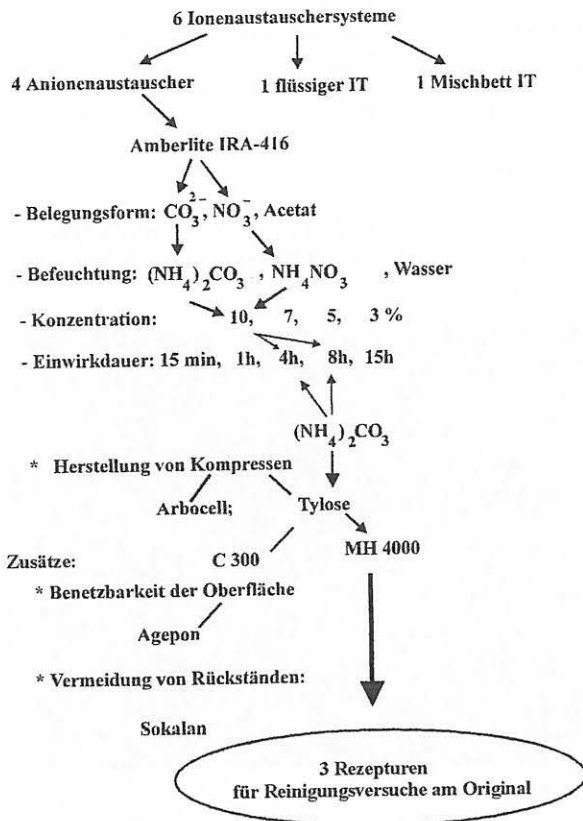 6 Ionenaustauschersysteme
4 Anionenaustauscher 1 flüssiger IT 1 Mischbett IT
Amberlite IRA-416
- Belegungsform: CO₃²⁻, NO₃⁻, Acetat
- Befeuchtung: (NH₄)₂CO₃ , NH₄NO₃ , Wasser
- Konzentration: 10, 7, 5, 3 %
- Einwirkdauer: 15 min, 1h, 4h, 8h, 15h
(NH₄)₂CO₃
* Herstellung von Kompressen
Arbocell; Tylose
Zusätze: C 300 MH 4000
* Benetzbarkeit der Oberfläche
Agepon
* Vermeidung von Rückständen:
Sokalan
3 Rezepturen
für Reinigungsversuche am Original